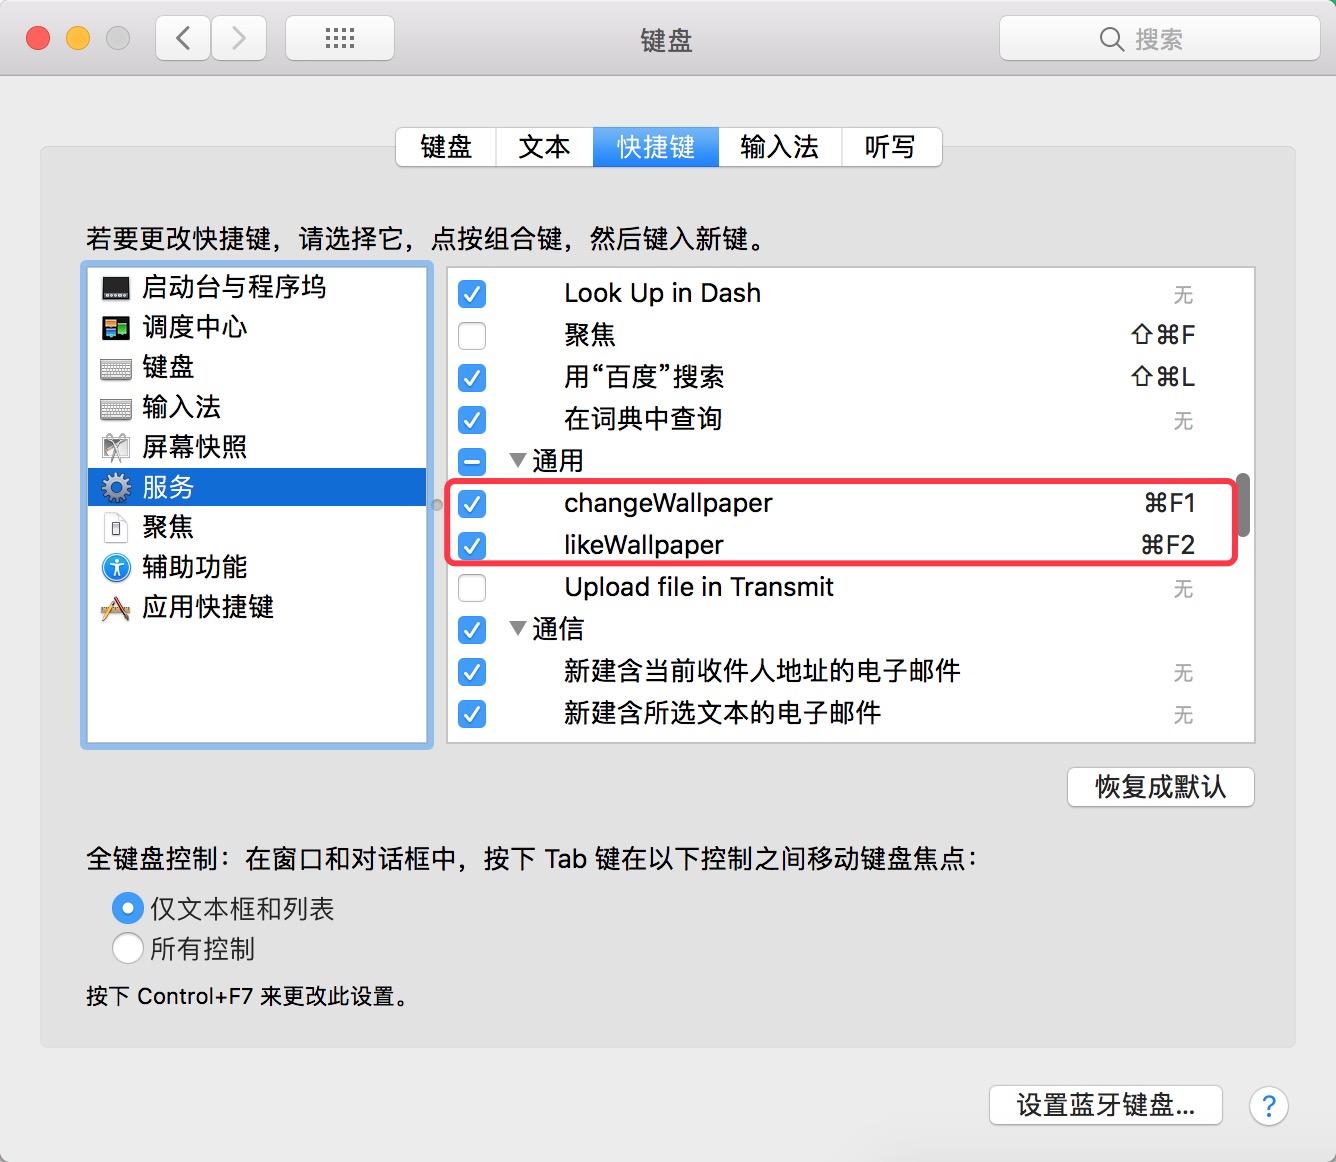 键盘
搜索
键盘 文本 快捷键 输入法 听写
若要更改快捷键，请选择它，点按组合键，然后键入新键。
启动台与程序坞
调度中心
键盘
输入法
屏幕快照
服务
聚焦
辅助功能
应用快捷键
Look Up in Dash 无
聚焦 ⇧⌘F
用“百度”搜索 ⇧⌘L
在词典中查询 无
通用
changeWallpaper ⌘F1
likeWallpaper ⌘F2
Upload file in Transmit 无
通信
新建含当前收件人地址的电子邮件 无
新建含所选文本的电子邮件 无
恢复成默认
全键盘控制：在窗口和对话框中，按下 Tab 键在以下控制之间移动键盘焦点：
仅文本框和列表
所有控制
按下 Control+F7 来更改此设置。
设置蓝牙键盘... ?